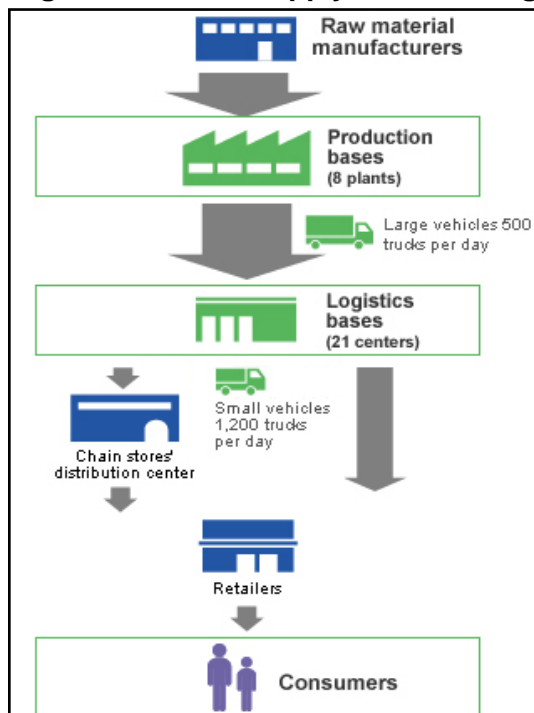 Raw material
manufacturers
Production
bases
(8 plants)
Large vehicles 500
trucks per day
Logistics
bases
(21 centers)
Small vehicles
1,200 trucks
per day
Chain stores'
distribution center
Retailers
Consumers